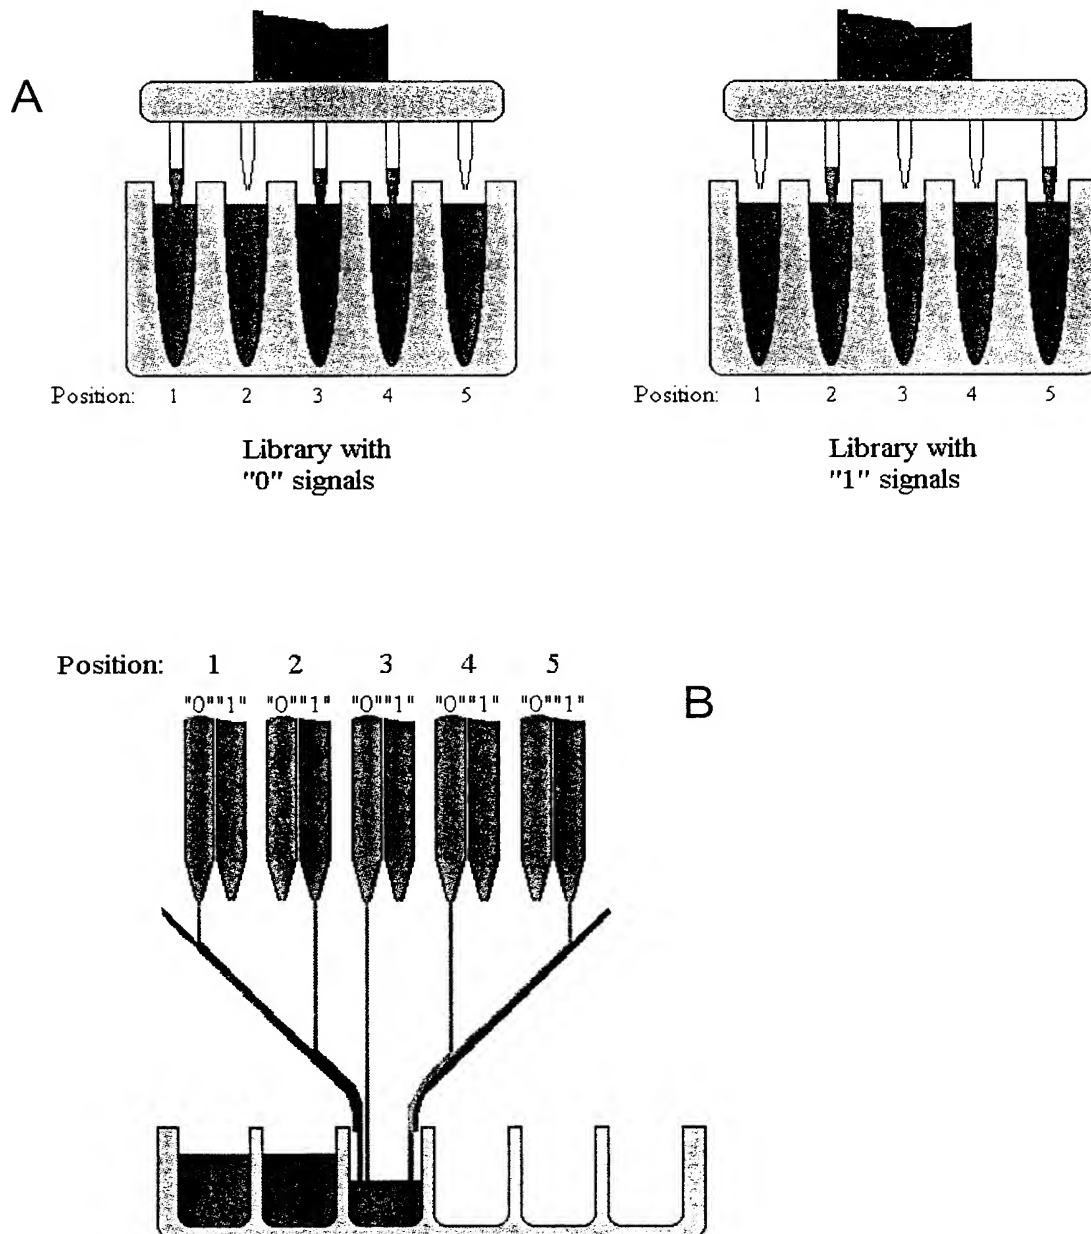 A
Position: 1 2 3 4 5
Library with
"0" signals
Position: 1 2 3 4 5
Library with
"1" signals
Position: 1 2 3 4 5
"0""1" "0""1" "0""1" "0""1" "0""1"
B